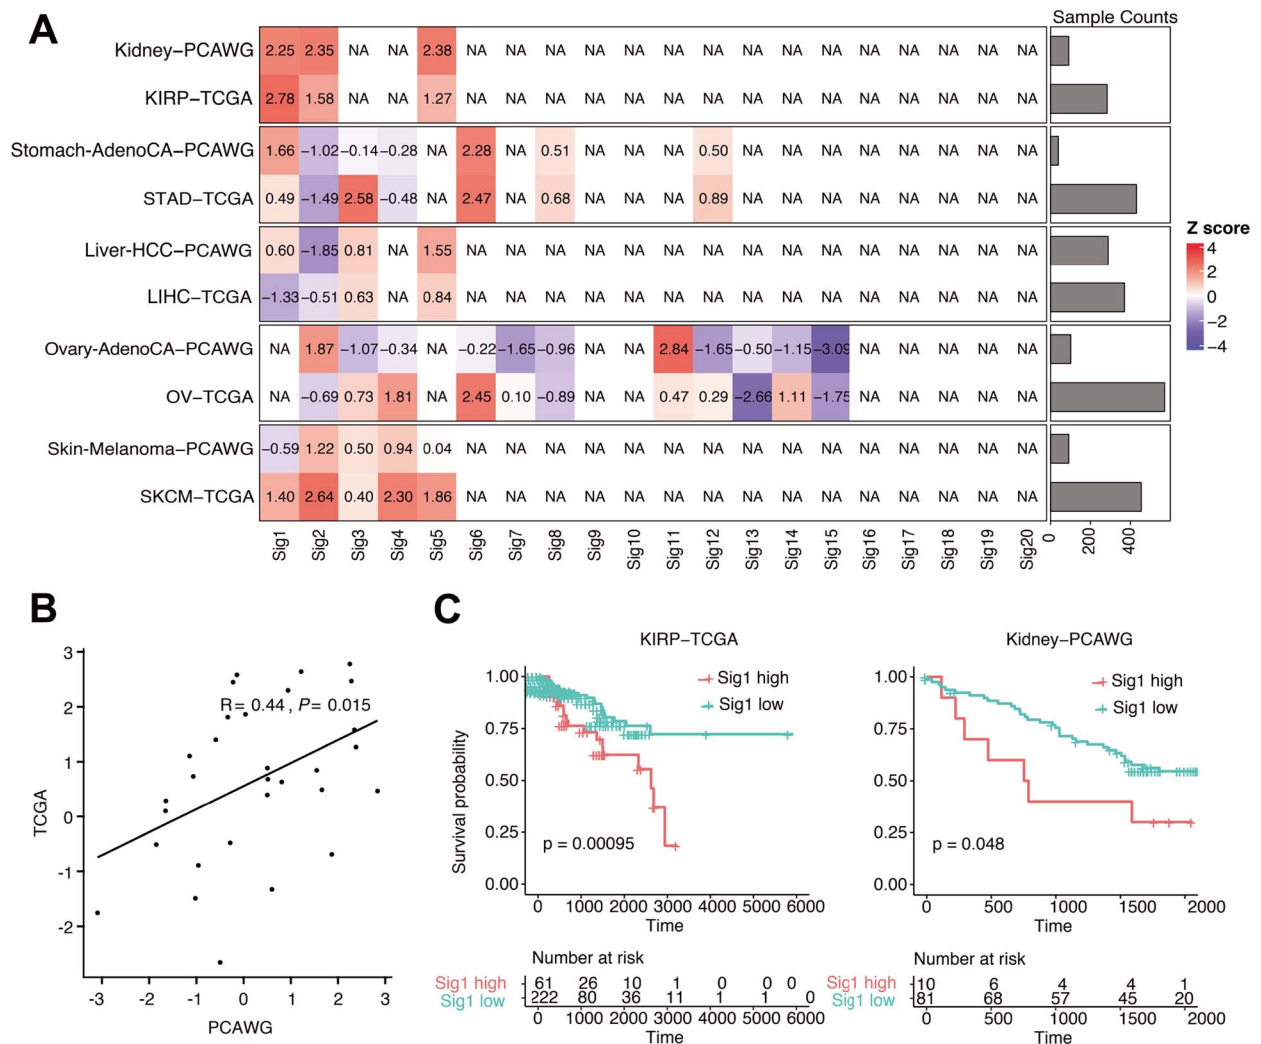 A
Sample Counts
Kidney–PCAWG 2.25 2.35 NA NA 2.38 NA NA NA NA NA NA NA NA NA NA NA NA NA NA NA
KIRP–TCGA 2.78 1.58 NA NA 1.27 NA NA NA NA NA NA NA NA NA NA NA NA NA NA NA
Stomach-AdenoCA–PCAWG 1.66 −1.02 −0.14 −0.28 NA 2.28 NA 0.51 NA NA NA 0.50 NA NA NA NA NA NA NA NA
STAD–TCGA 0.49 −1.49 2.58 −0.48 NA 2.47 NA 0.68 NA NA NA 0.89 NA NA NA NA NA NA NA NA
Liver-HCC–PCAWG 0.60 −1.85 0.81 NA 1.55 NA NA NA NA NA NA NA NA NA NA NA NA NA NA NA
LIHC–TCGA −1.33 −0.51 0.63 NA 0.84 NA NA NA NA NA NA NA NA NA NA NA NA NA NA NA
Ovary-AdenoCA–PCAWG NA 1.87 −1.07 −0.34 NA −0.22 −1.65 −0.96 NA NA 2.84 −1.65 −0.50 −1.15 −3.09 NA NA NA NA NA
OV–TCGA NA −0.69 0.73 1.81 NA 2.45 0.10 −0.89 NA NA 0.47 0.29 −2.66 1.11 −1.75 NA NA NA NA NA
Skin-Melanoma–PCAWG −0.59 1.22 0.50 0.94 0.04 NA NA NA NA NA NA NA NA NA NA NA NA NA NA NA
SKCM–TCGA 1.40 2.64 0.40 2.30 1.86 NA NA NA NA NA NA NA NA NA NA NA NA NA NA NA
Sig1 Sig2 Sig3 Sig4 Sig5 Sig6 Sig7 Sig8 Sig9 Sig10 Sig11 Sig12 Sig13 Sig14 Sig15 Sig16 Sig17 Sig18 Sig19 Sig20
0 200 400
Z score
4
2
0
−2
−4
B
R= 0.44 , P= 0.015
TCGA
3
2
1
0
-1
-2
-3 -2 -1 0 1 2 3
PCAWG
C
KIRP–TCGA
Sig1 high
Sig1 low
Survival probability
1.00
0.75
0.50
0.25
0.00
p = 0.00095
0 1000 2000 3000 4000 5000 6000
Time
Number at risk
Sig1 high 61 26 10 1 0 0 0
Sig1 low 222 80 36 11 1 1 0
0 1000 2000 3000 4000 5000 6000
Time
Kidney–PCAWG
Sig1 high
Sig1 low
1.00
0.75
0.50
0.25
0.00
p = 0.048
0 500 1000 1500 2000
Time
Number at risk
Sig1 high 10 6 4 4 1
Sig1 low 81 68 57 45 20
0 500 1000 1500 2000
Time